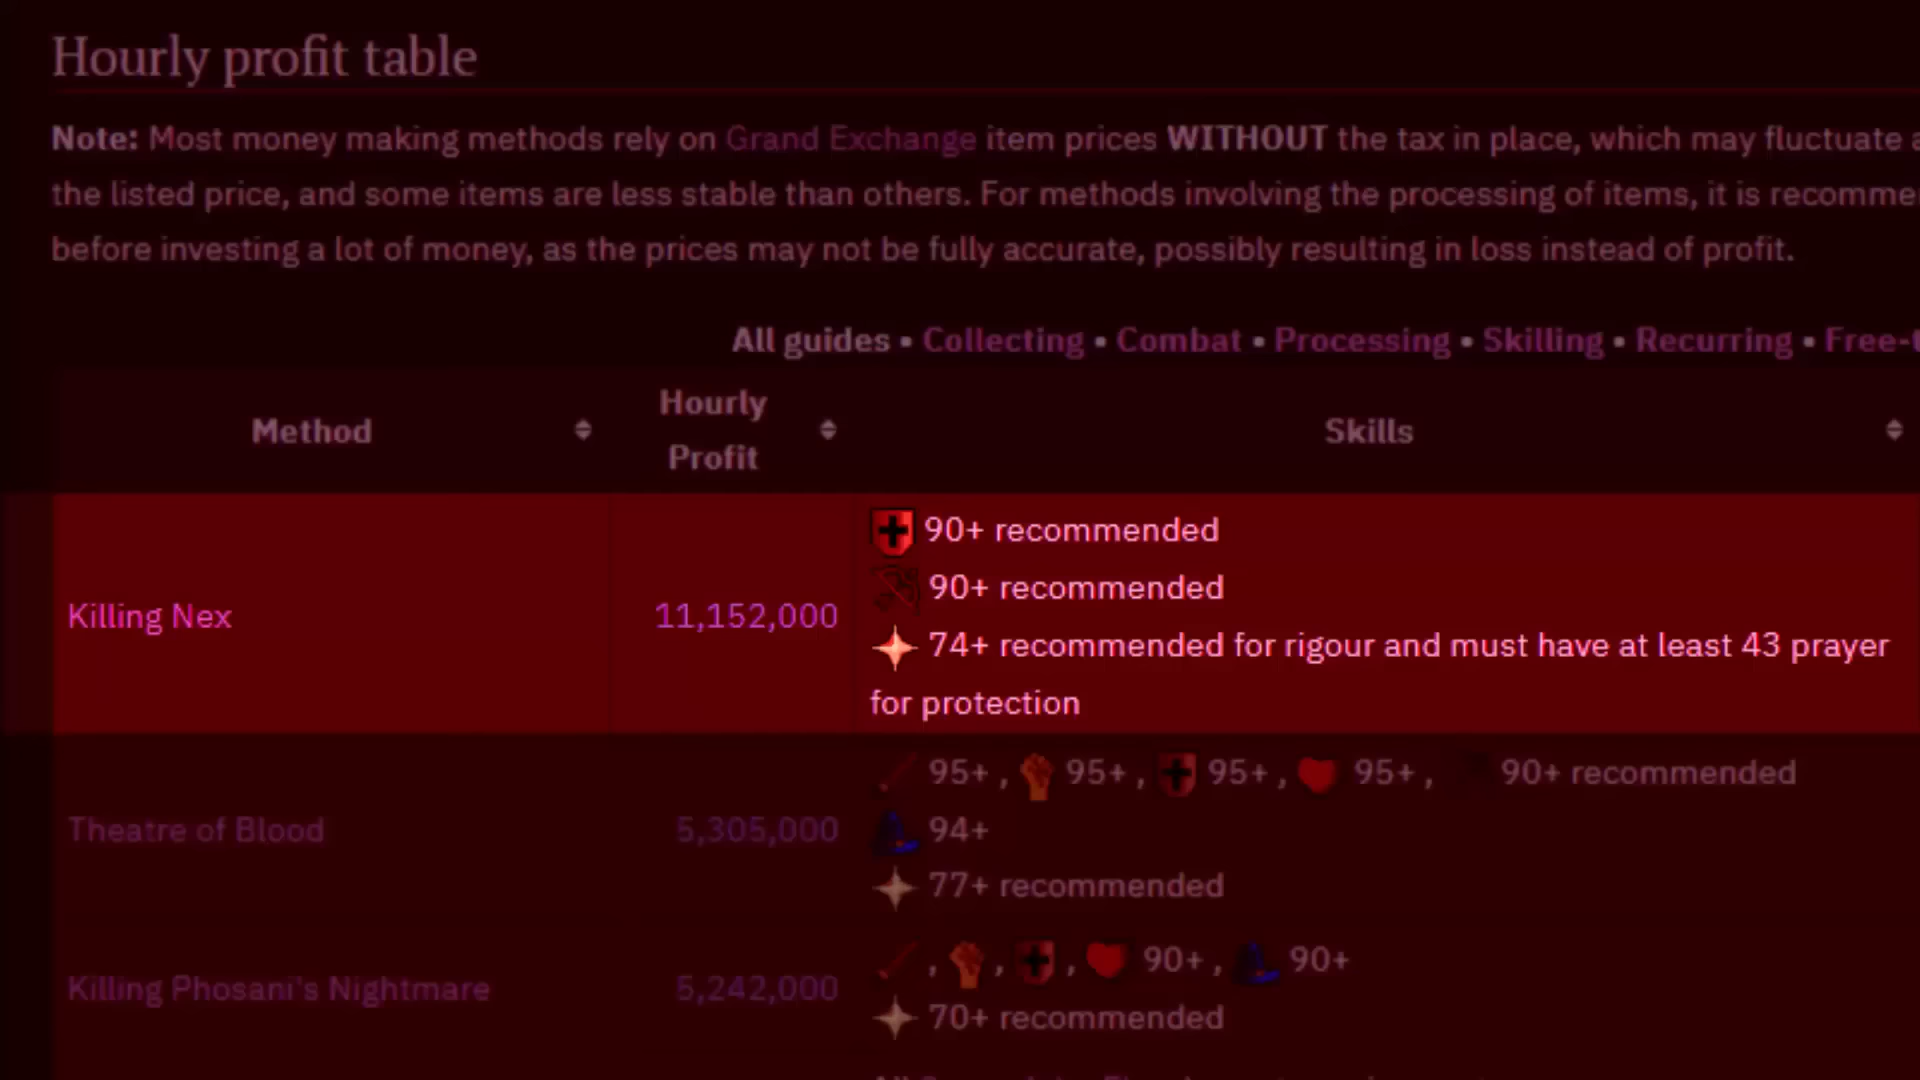 Hourly profit table
Note: Most money making methods rely on Grand Exchange item prices WITHOUT the tax in place, which may fluctuate
the listed price, and some items are less stable than others. For methods involving the processing of items, it is
before investing a lot of money, as the prices may not be fully accurate, possibly resulting in loss instead of profit.
All guides • Collecting • Combat • Processing • Skilling • Recurring •
Method
Hourly
Profit
Skills
Killing Nex
11,152,000
90+ recommended
90+ recommended
74+ recommended for rigour and must have at least 43 prayer
for protection
Theatre of Blood
5,305,000
95+ , 95+ , 95+ , 95+ , 90+ recommended
94+
77+ recommended
Killing Phosani's Nightmare
5,242,000
, , , 90+ , 90+
70+ recommended